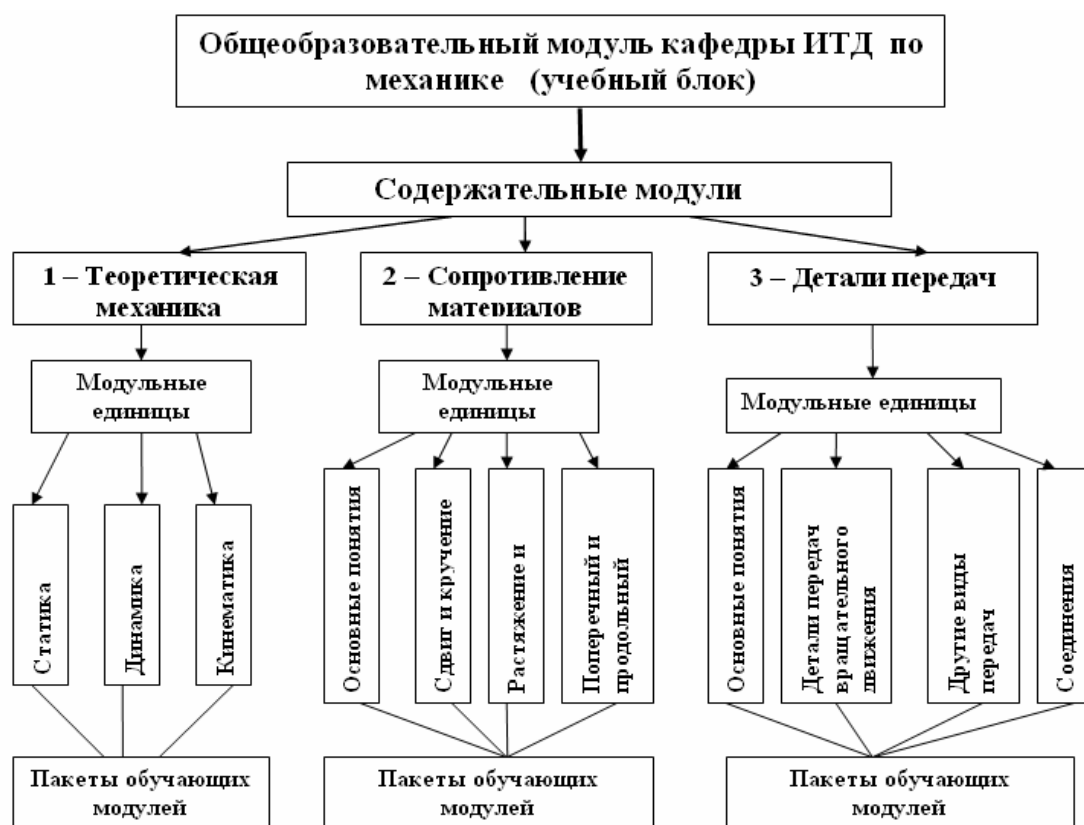 Общеобразовательный модуль кафедры ИТД по
механике (учебный блок)
Содержательные модули
1 – Теоретическая
механика
2 – Сопротивление
материалов
3 – Детали передач
Модульные
единицы
Модульные
единицы
Модульные единицы
Статика
Динамика
Кинематика
Основные понятия
Сдвиг и кручение
Растяжение и
Поперечный и
продольный
Основные понятия
Детали передач
вращательного
движения
Другие виды
передач
Соединения
Пакеты обучающих
модулей
Пакеты обучающих
модулей
Пакеты обучающих
модулей